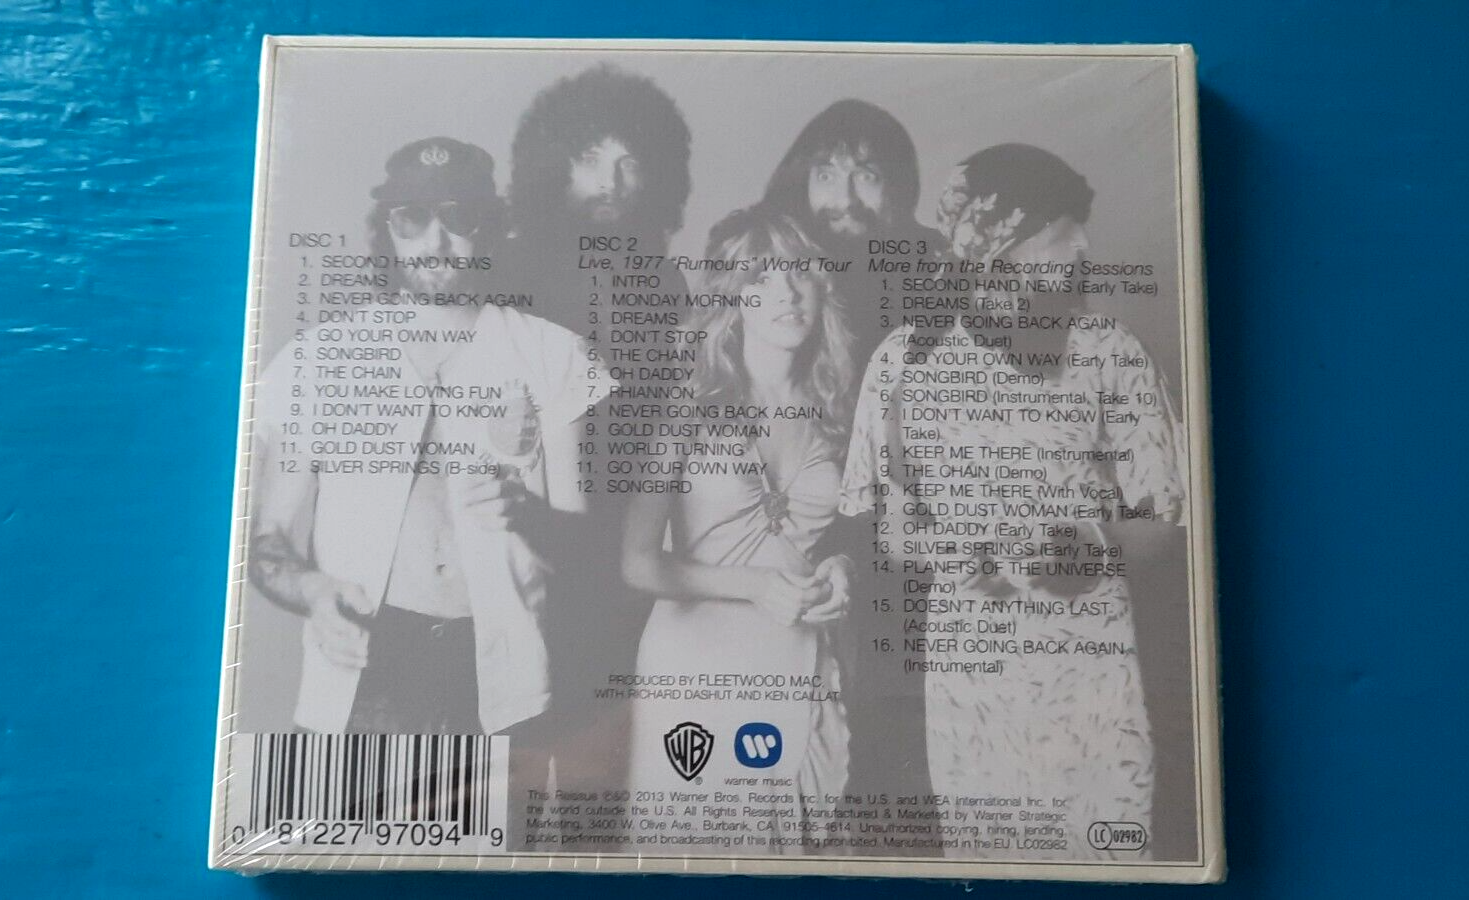 DISC 1
1. SECOND HAND NEWS
2. DREAMS
3. NEVER GOING BACK AGAIN
4. DON'T STOP
5. GO YOUR OWN WAY
6. SONGBIRD
7. THE CHAIN
8. YOU MAKE LOVING FUN
9. I DON'T WANT TO KNOW
10. OH DADDY
11. GOLD DUST WOMAN
12. SILVER SPRINGS (B-side)
DISC 2
Live, 1977 "Rumours" World Tour
1. INTRO
2. MONDAY MORNING
3. DREAMS
4. DON'T STOP
5. THE CHAIN
6. OH DADDY
7. RHIANNON
8. NEVER GOING BACK AGAIN
9. GOLD DUST WOMAN
10. WORLD TURNING
11. GO YOUR OWN WAY
12. SONGBIRD
DISC 3
More from the Recording Sessions
1. SECOND HAND NEWS (Early Take)
2. DREAMS (Take 2)
3. NEVER GOING BACK AGAIN
(Acoustic Duet)
4. GO YOUR OWN WAY (Early Take)
5. SONGBIRD (Demo)
6. SONGBIRD (Instrumental, Take 10)
7. I DON'T WANT TO KNOW (Early
Take)
8. KEEP ME THERE (Instrumental)
9. THE CHAIN (Demo)
10. KEEP ME THERE (With Vocal)
11. GOLD DUST WOMAN (Early Take)
12. OH DADDY (Early Take)
13. SILVER SPRINGS (Early Take)
14. PLANETS OF THE UNIVERSE
(Demo)
15. DOESN'T ANYTHING LAST
(Acoustic Duet)
16. NEVER GOING BACK AGAIN
(Instrumental)
PRODUCED BY FLEETWOOD MAC
WITH RICHARD DASHUT AND KEN CAILLAT
WB ®
warner music
This Reissue ℗&© 2013 Warner Bros. Records Inc. for the U.S. and WEA International Inc. for
the world outside the U.S. All Rights Reserved. Manufactured & Marketed by Warner Strategic
Marketing, 3400 W. Olive Ave., Burbank, CA 91505-4614. Unauthorized copying, hiring, lending,
public performance, and broadcasting of this recording prohibited. Manufactured in the EU. LC02982
LC 02982
0 81227 97094 9